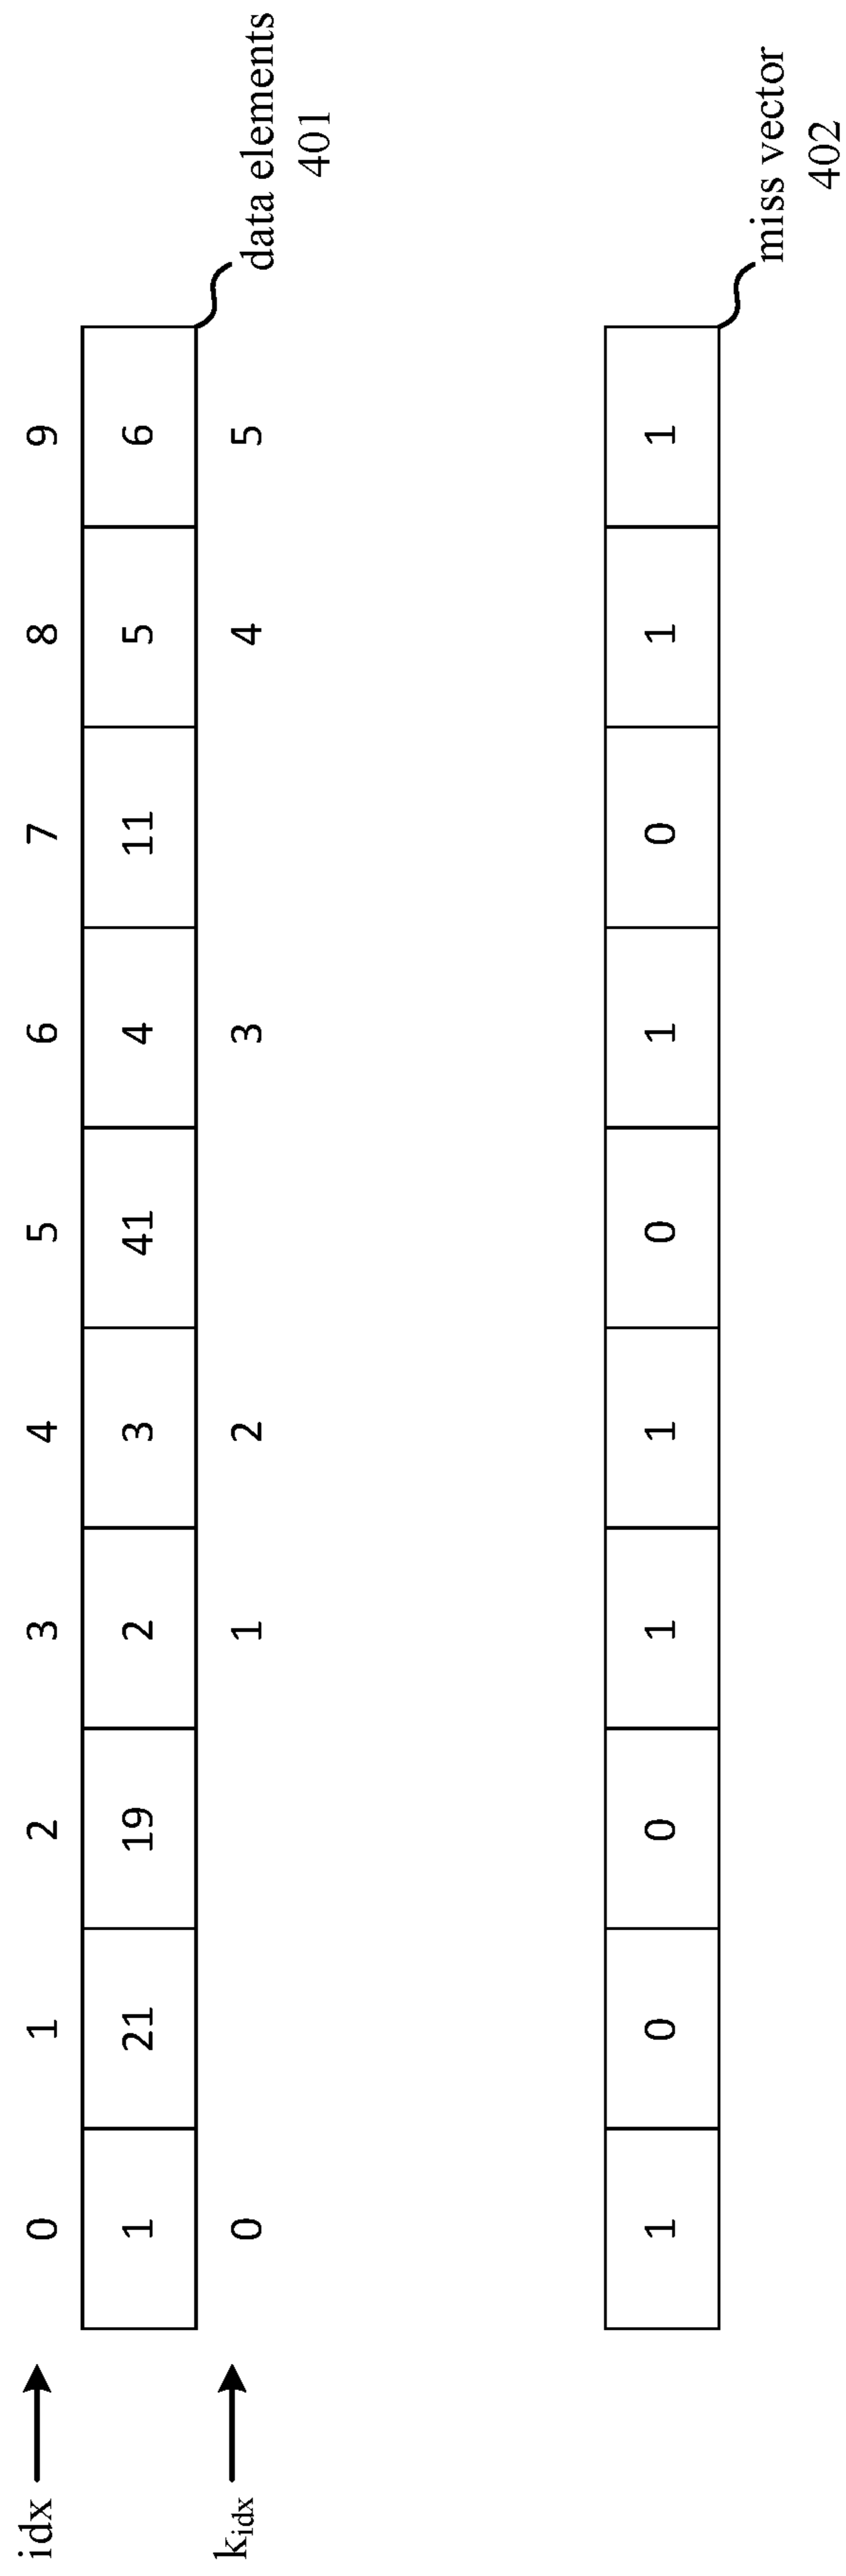 idx → 0 1 2 3 4 5 6 7 8 9
1 21 19 2 3 41 4 11 5 6
k_idx → 0 1 2 3 4 5
data elements
401
1 0 0 1 1 0 1 0 1 1
miss vector
402